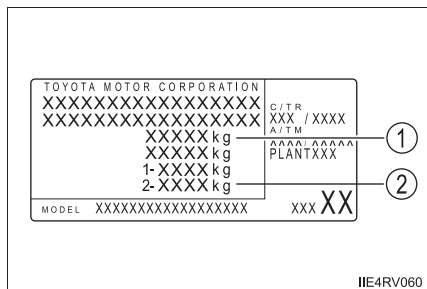 TOYOTA MOTOR CORPORATION
XXXXXXXXXXXXXXXXX
XXXXXXXXXXXXXXXXX
XXXXX kg
XXXXX kg
1- XXXX kg
2- XXXX kg
C/TR
XXX / XXXX
A/TM
PLANTXXX
MODEL XXXXXXXXXXXXXXXXXX
XXX XX
1
2
IIE4RV060